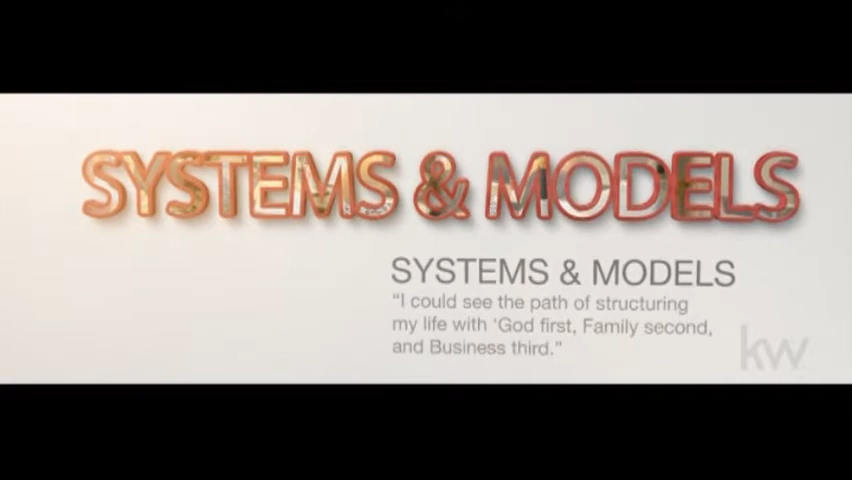 SYSTEMS & MODELS
SYSTEMS & MODELS
“I could see the path of structuring
my life with ‘God first, Family second,
and Business third.”
kw